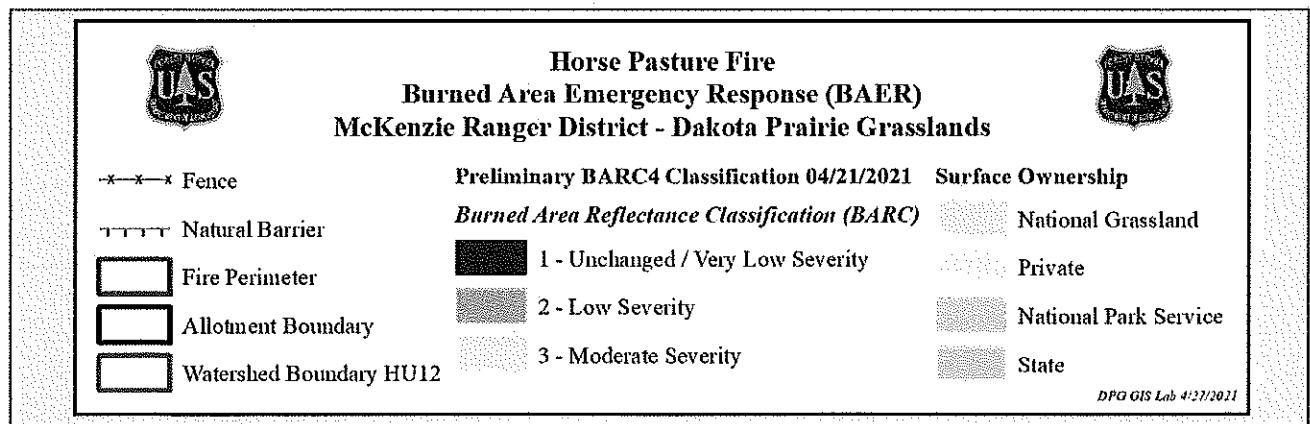 Horse Pasture Fire
Burned Area Emergency Response (BAER)
McKenzie Ranger District - Dakota Prairie Grasslands
Fence
Natural Barrier
Fire Perimeter
Allotment Boundary
Watershed Boundary HU12
Preliminary BARC4 Classification 04/21/2021
Burned Area Reflectance Classification (BARC)
1 - Unchanged / Very Low Severity
2 - Low Severity
3 - Moderate Severity
Surface Ownership
National Grassland
Private
National Park Service
State
DPG GIS Lab 4/27/2021
U S
U S